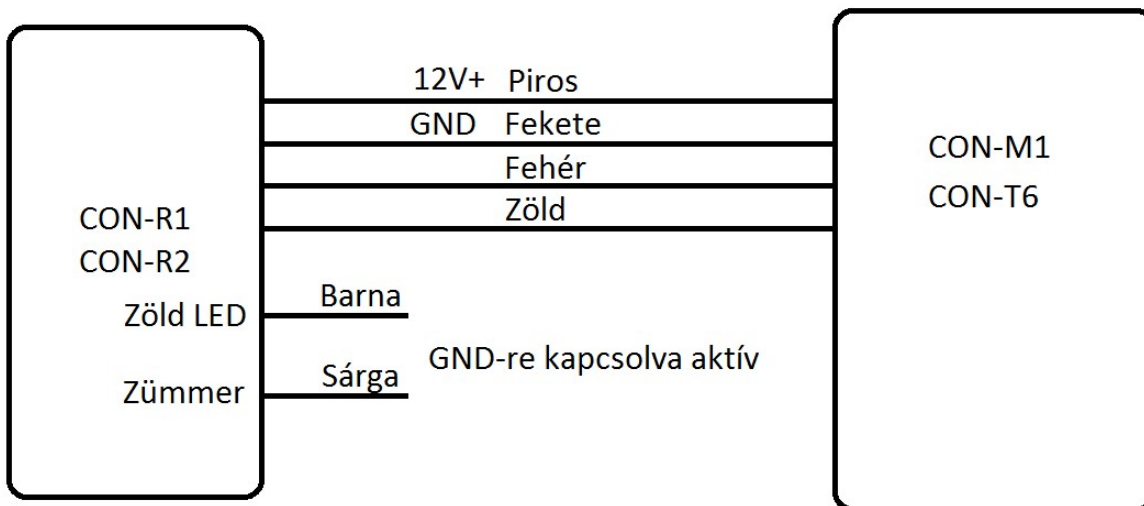 12V+ Piros
GND Fekete
Fehér
Zöld
CON-R1
CON-R2
Zöld LED
Barna
Zümmer
Sárga
GND-re kapcsolva aktív
CON-M1
CON-T6